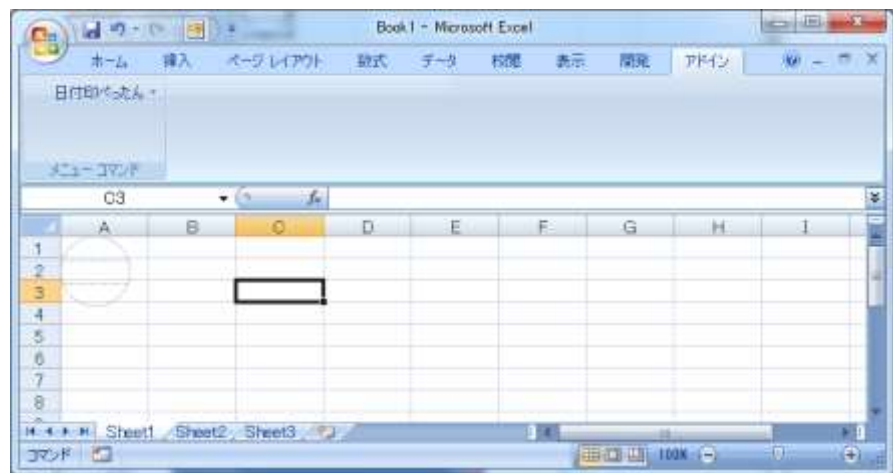 Book1 - Microsoft Excel
ホーム 挿入 ページ レイアウト 数式 データ 校閲 表示 開発 アドイン
日付印ぺったん
メニュー コマンド
C3 fx
A B C D E F G H I
1
2
3
4
5
6
7
8
Sheet1 Sheet2 Sheet3
コマンド 100%